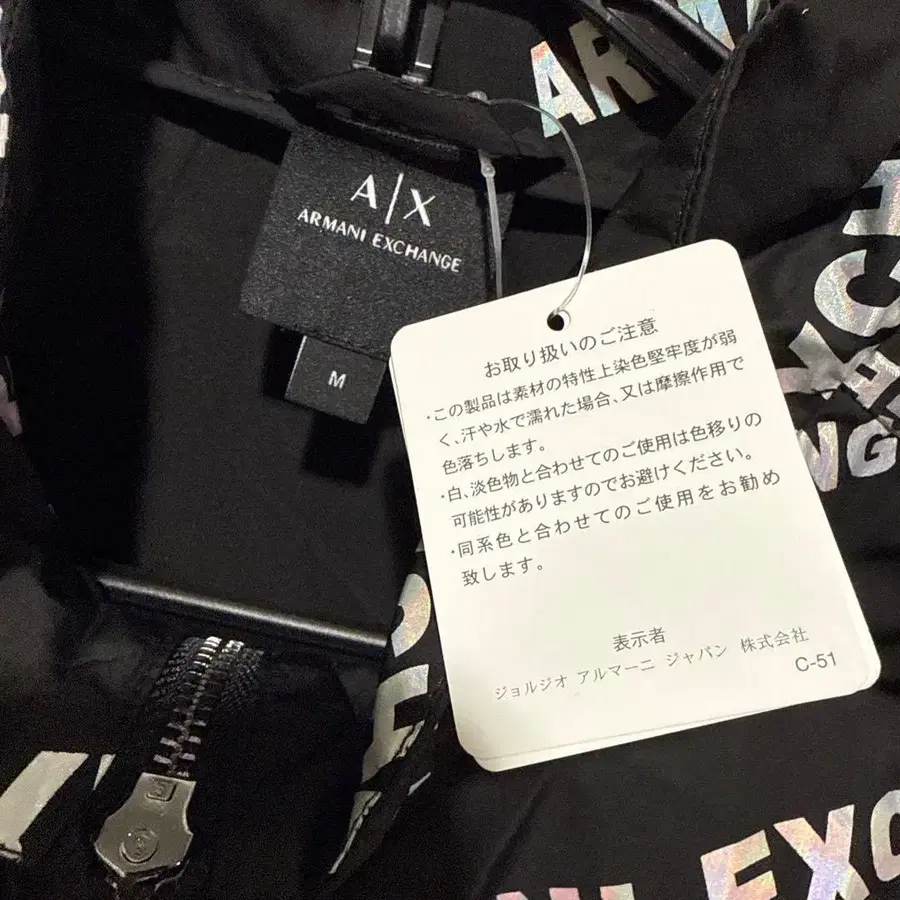 A|X
ARMANI EXCHANGE
M
お取り扱いのご注意
・この製品は素材の特性上染色堅牢度が弱
く、汗や水で濡れた場合、又は摩擦作用で
色落ちします。
・白、淡色物と合わせてのご使用は色移りの
可能性がありますのでお避けください。
・同系色と合わせてのご使用をお勧め
致します。
表示者
ジョルジオ アルマーニ ジャパン 株式会社
C-51